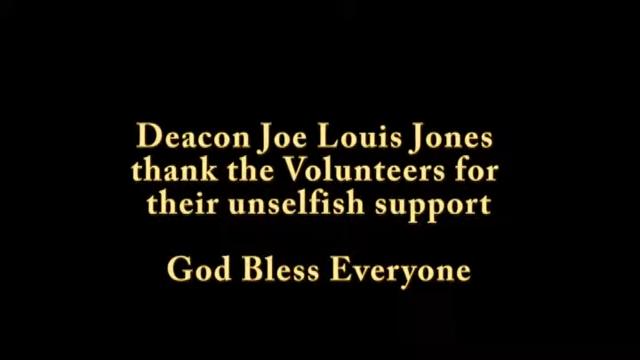 Deacon Joe Louis Jones
thank the Volunteers for
their unselfish support
God Bless Everyone